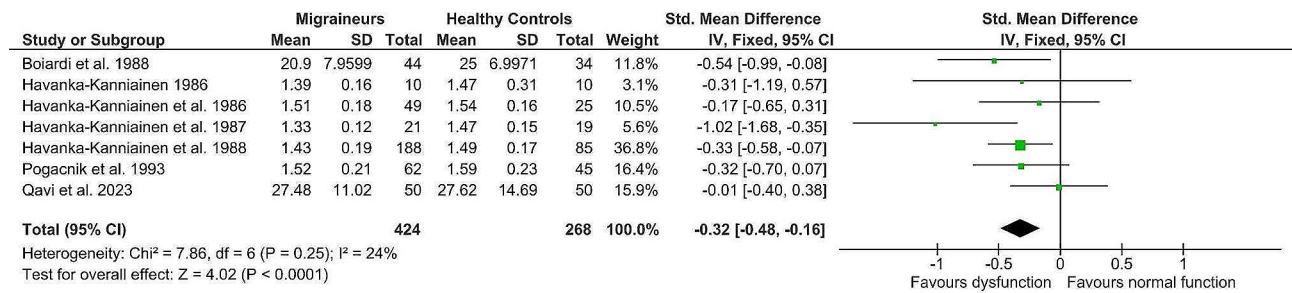 Migraineurs Healthy Controls Std. Mean Difference Std. Mean Difference
Study or Subgroup Mean SD Total Mean SD Total Weight IV, Fixed, 95% CI IV, Fixed, 95% CI
Boiardi et al. 1988 20.9 7.9599 44 25 6.9971 34 11.8% -0.54 [-0.99, -0.08]
Havanka-Kanniainen 1986 1.39 0.16 10 1.47 0.31 10 3.1% -0.31 [-1.19, 0.57]
Havanka-Kanniainen et al. 1986 1.51 0.18 49 1.54 0.16 25 10.5% -0.17 [-0.65, 0.31]
Havanka-Kanniainen et al. 1987 1.33 0.12 21 1.47 0.15 19 5.6% -1.02 [-1.68, -0.35]
Havanka-Kanniainen et al. 1988 1.43 0.19 188 1.49 0.17 85 36.8% -0.33 [-0.58, -0.07]
Pogacnik et al. 1993 1.52 0.21 62 1.59 0.23 45 16.4% -0.32 [-0.70, 0.07]
Qavi et al. 2023 27.48 11.02 50 27.62 14.69 50 15.9% -0.01 [-0.40, 0.38]
Total (95% CI) 424 268 100.0% -0.32 [-0.48, -0.16]
Heterogeneity: Chi² = 7.86, df = 6 (P = 0.25); I² = 24%
Test for overall effect: Z = 4.02 (P < 0.0001)
-1 -0.5 0 0.5 1
Favours dysfunction Favours normal function